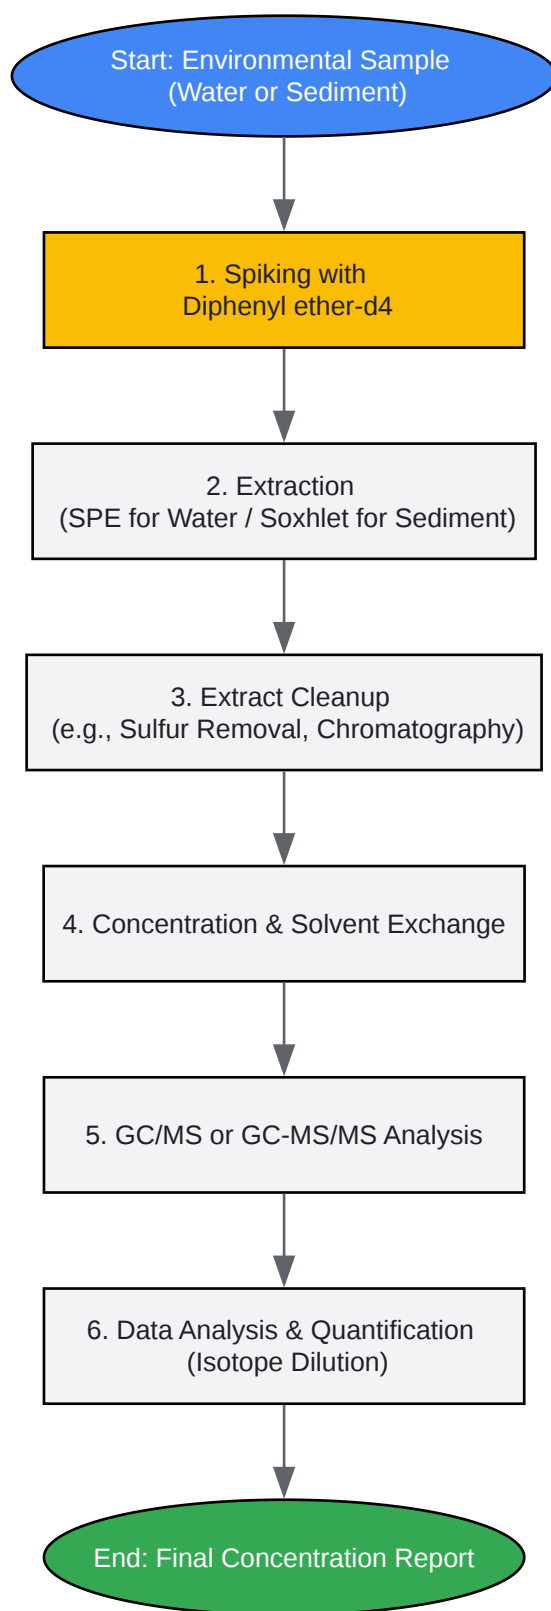 Start: Environmental Sample
(Water or Sediment)
1. Spiking with
Diphenyl ether-d4
2. Extraction
(SPE for Water / Soxhlet for Sediment)
3. Extract Cleanup
(e.g., Sulfur Removal, Chromatography)
4. Concentration & Solvent Exchange
5. GC/MS or GC-MS/MS Analysis
6. Data Analysis & Quantification
(Isotope Dilution)
End: Final Concentration Report